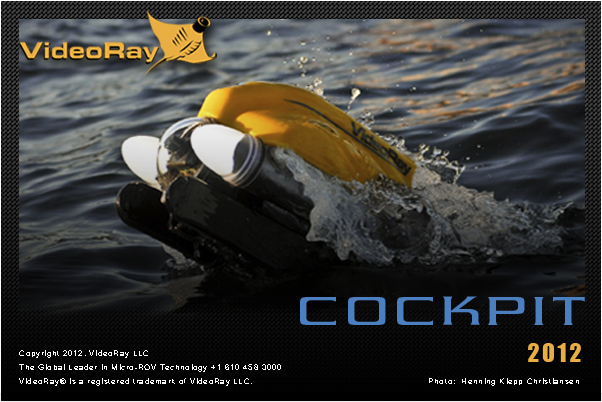 VideoRay
VideoRay
COCKPIT
2012
Copyright 2012, VideoRay LLC
The Global Leader in Micro-ROV Technology +1 610 458 3000
VideoRay® is a registered trademark of VideoRay LLC.
Photo: Henning Klepp Christiansen